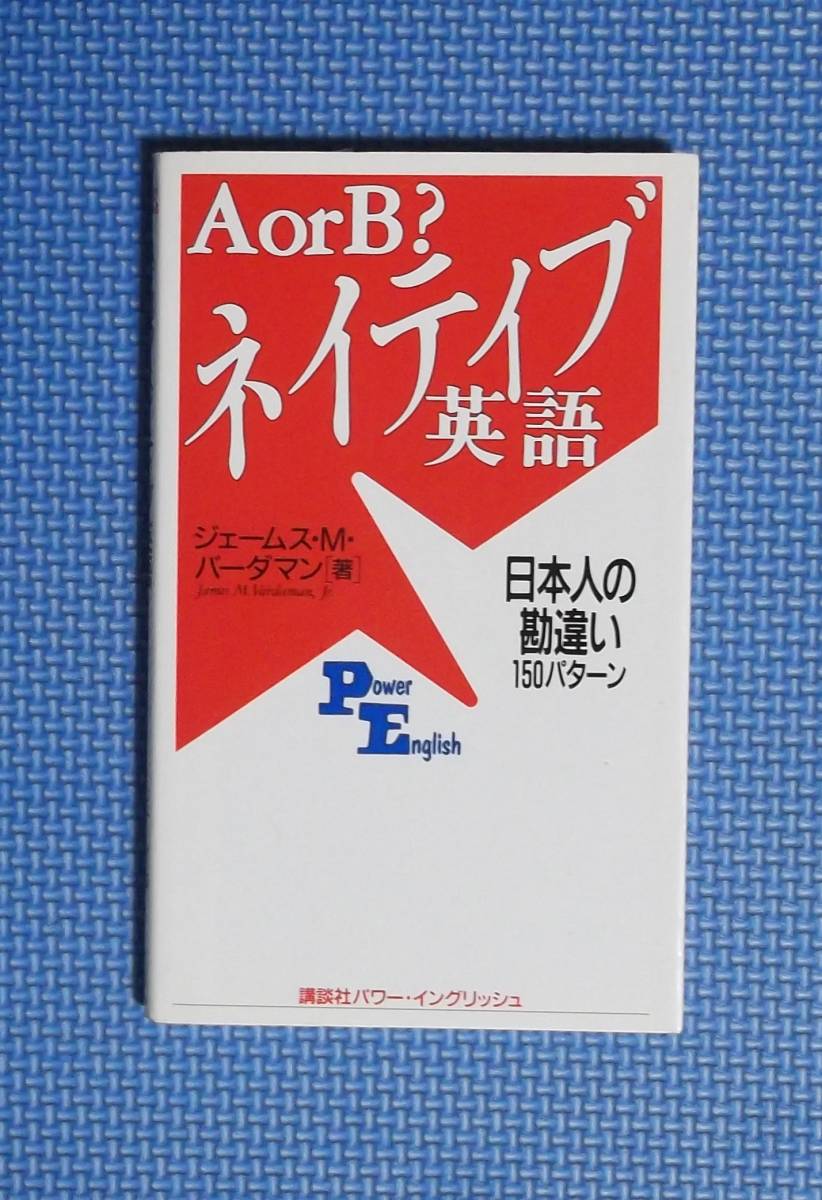 AorB?
ネイティブ
英語
ジェームス・M・
バーダマン[著]
James M. Vardaman, Jr.
日本人の
勘違い
150パターン
Power
English
講談社パワー・イングリッシュ